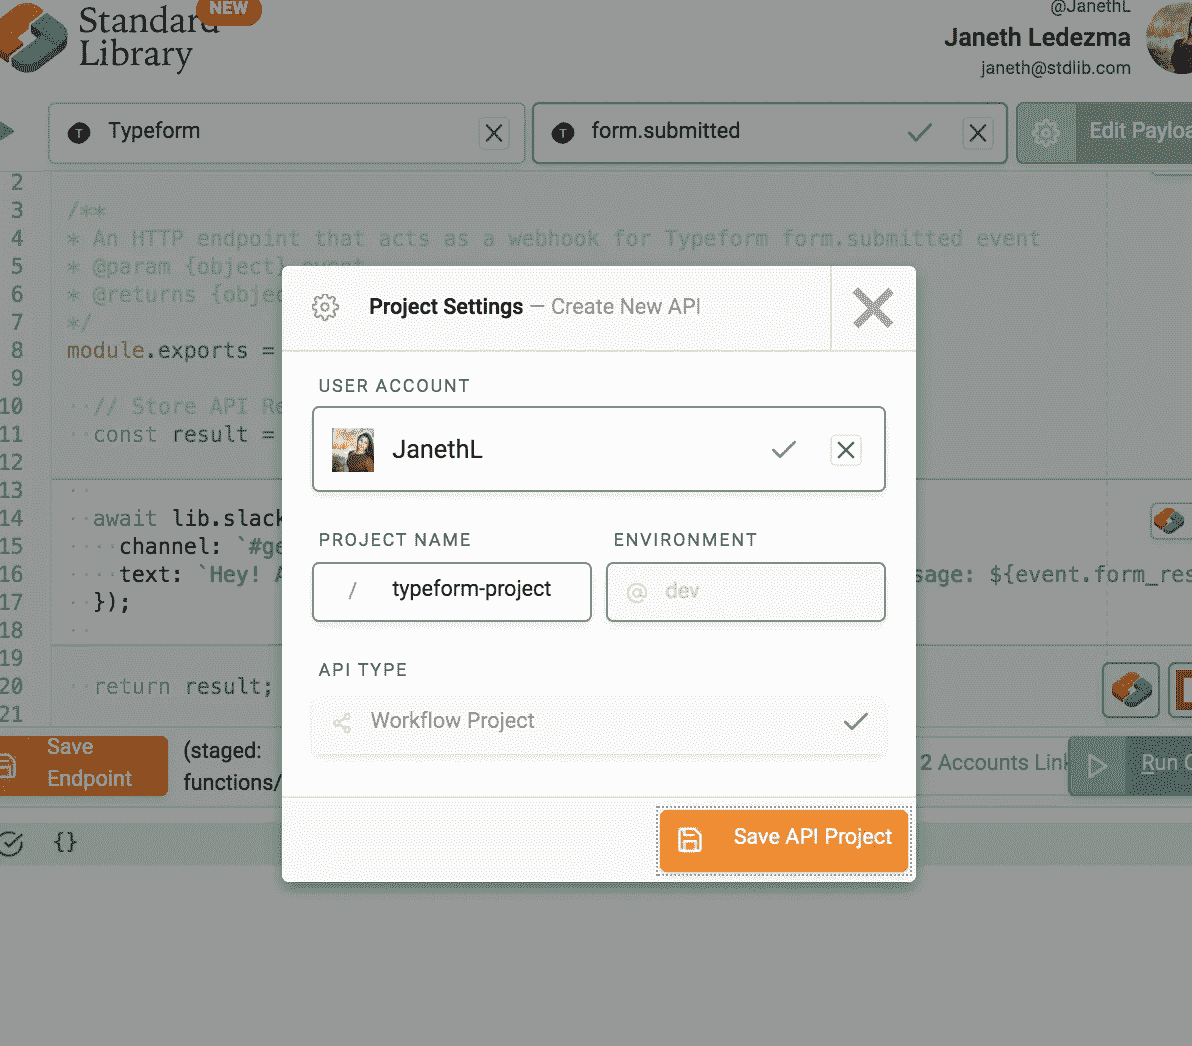 NEW
Standard
Library
@JanethL
Janeth Ledezma
janeth@stdlib.com
Typeform
form.submitted
Edit
2
3 /**
4 * An HTTP endpoint that acts as a webhook for Typeform form.submitted event
5 * @param {object} event
6 * @returns {objec
7 */
8 module.exports =
9
10 // Store API Re
11 const result =
12
13
14 await lib.slack
15 channel: `#ge
16 text: `Hey! A sage: ${event.form_res
17 });
18
19
20 return result;
21
Project Settings — Create New API
USER ACCOUNT
JanethL
PROJECT NAME ENVIRONMENT
/ typeform-project @ dev
API TYPE
Workflow Project
Save API Project
Save
Endpoint
(staged:
functions/
2 Accounts
Run
{}